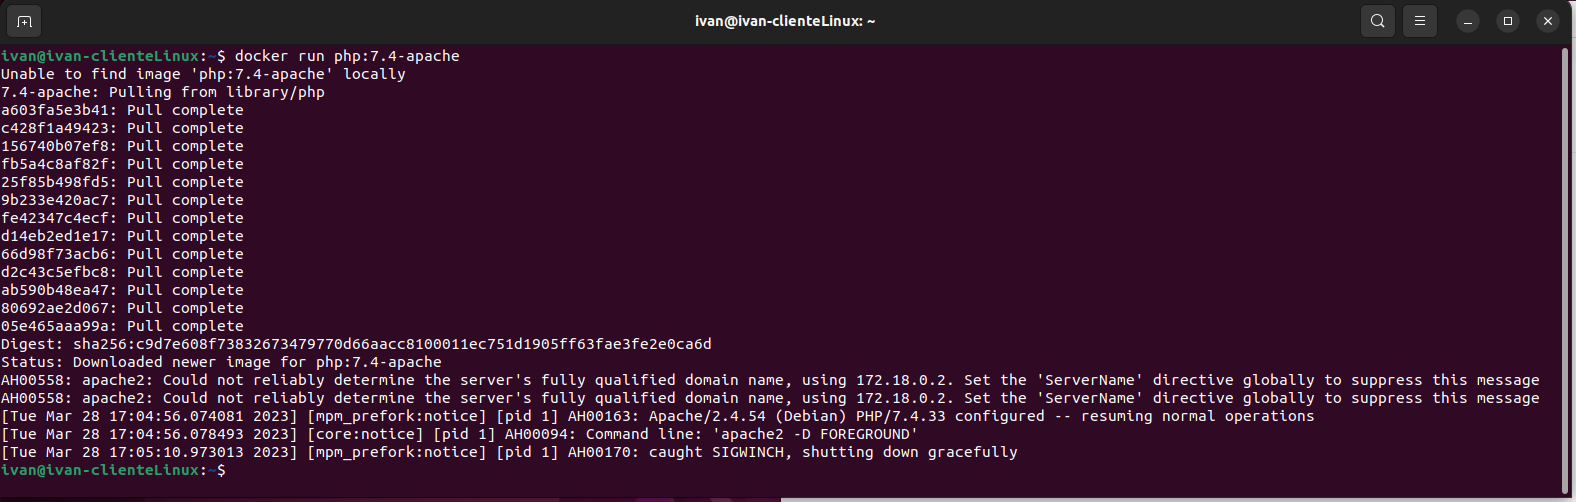 ivan@ivan-clienteLinux: ~
ivan@ivan-clienteLinux:~$ docker run php:7.4-apache
Unable to find image 'php:7.4-apache' locally
7.4-apache: Pulling from library/php
a603fa5e3b41: Pull complete
c428f1a49423: Pull complete
156740b07ef8: Pull complete
fb5a4c8af82f: Pull complete
25f85b498fd5: Pull complete
9b233e420ac7: Pull complete
fe42347c4ecf: Pull complete
d14eb2ed1e17: Pull complete
66d98f73acb6: Pull complete
d2c43c5efbc8: Pull complete
ab590b48ea47: Pull complete
80692ae2d067: Pull complete
05e465aaa99a: Pull complete
Digest: sha256:c9d7e608f73832673479770d66aacc8100011ec751d1905ff63fae3fe2e0ca6d
Status: Downloaded newer image for php:7.4-apache
AH00558: apache2: Could not reliably determine the server's fully qualified domain name, using 172.18.0.2. Set the 'ServerName' directive globally to suppress this message
AH00558: apache2: Could not reliably determine the server's fully qualified domain name, using 172.18.0.2. Set the 'ServerName' directive globally to suppress this message
[Tue Mar 28 17:04:56.074081 2023] [mpm_prefork:notice] [pid 1] AH00163: Apache/2.4.54 (Debian) PHP/7.4.33 configured -- resuming normal operations
[Tue Mar 28 17:04:56.078493 2023] [core:notice] [pid 1] AH00094: Command line: 'apache2 -D FOREGROUND'
[Tue Mar 28 17:05:10.973013 2023] [mpm_prefork:notice] [pid 1] AH00170: caught SIGWINCH, shutting down gracefully
ivan@ivan-clienteLinux:~$